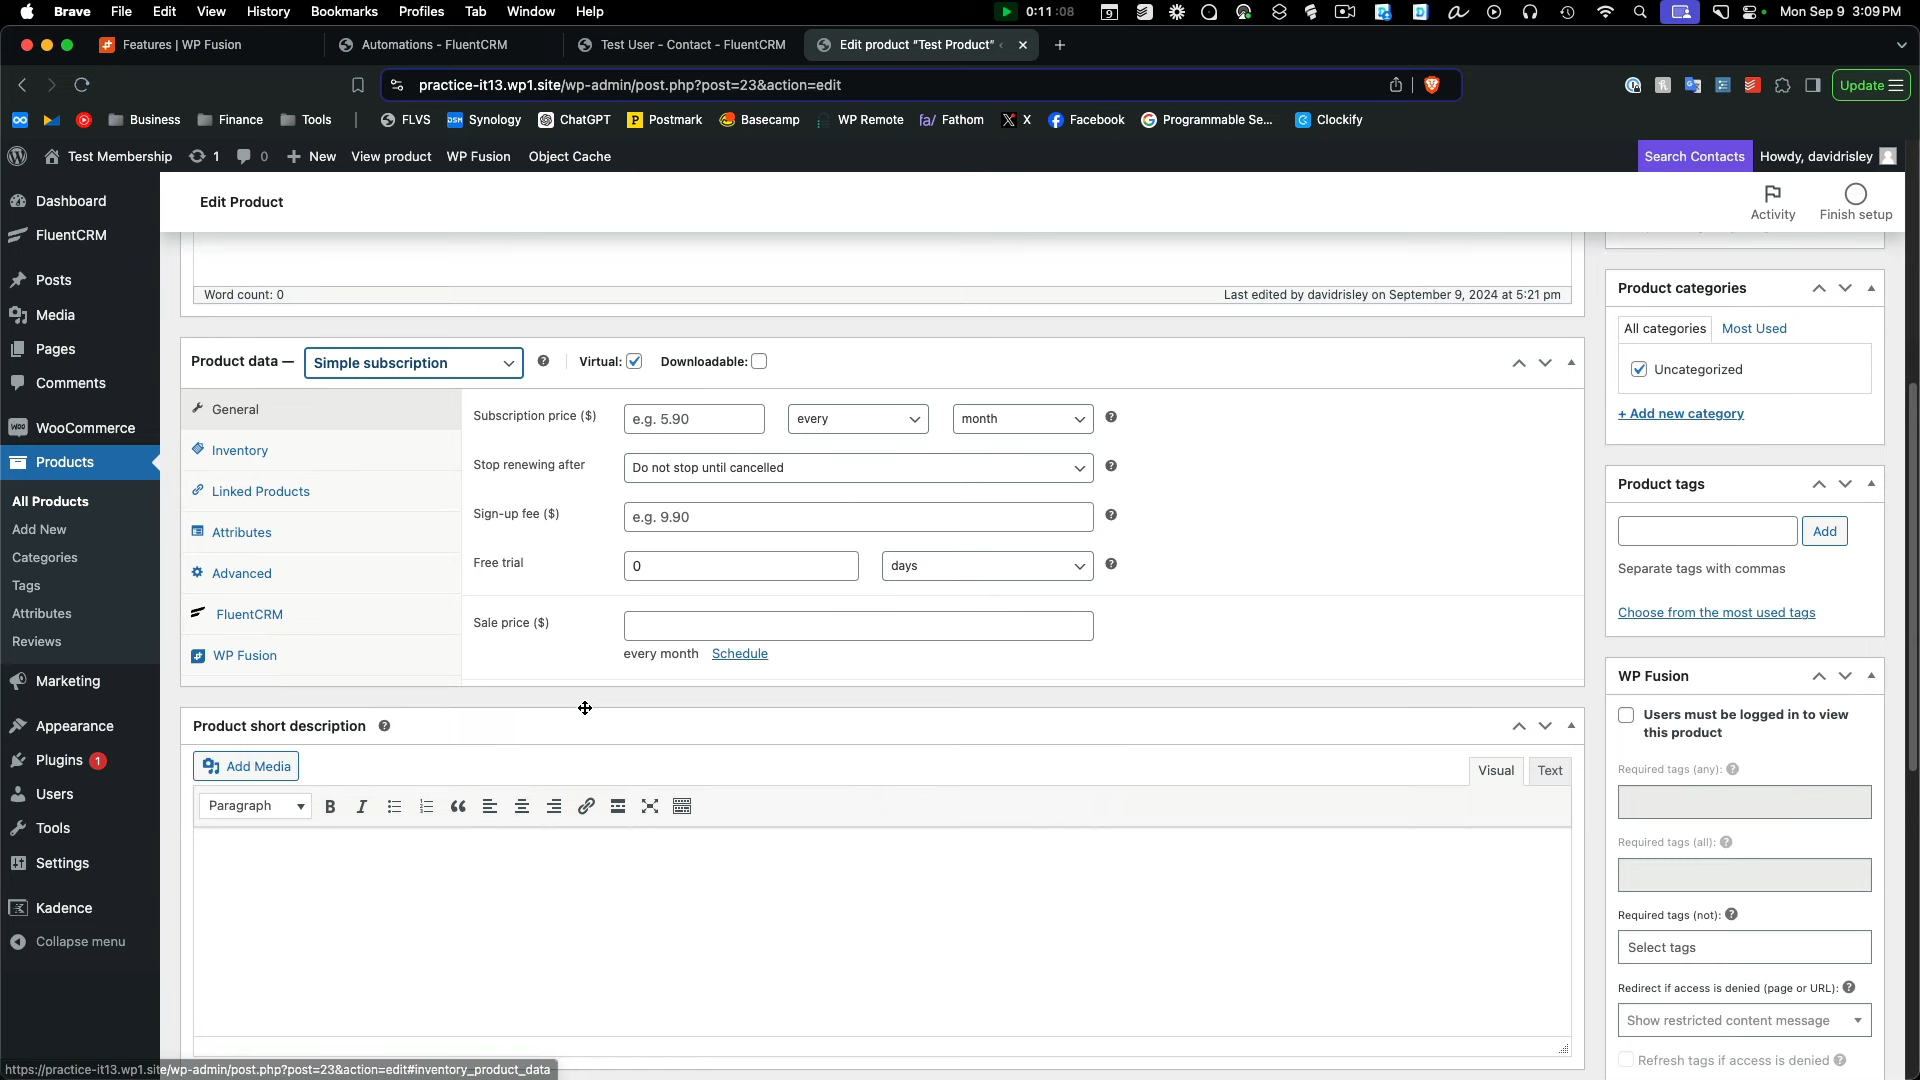 Brave File Edit View History Bookmarks Profiles Tab Window Help 0:11:08 9 Mon Sep 9 3:09 PM
Features | WP Fusion Automations - FluentCRM Test User - Contact - FluentCRM Edit product "Test Product"
practice-it13.wp1.site/wp-admin/post.php?post=23&action=edit Update
Business Finance Tools FLVS DSM Synology ChatGPT Postmark Basecamp WP Remote fa/ Fathom X Facebook Programmable Se... Clockify
Test Membership 1 0 New View product WP Fusion Object Cache Search Contacts Howdy, davidrisley
Dashboard
FluentCRM
Posts
Media
Pages
Comments
WooCommerce
Products
All Products
Add New
Categories
Tags
Attributes
Reviews
Marketing
Appearance
Plugins 1
Users
Tools
Settings
Kadence
Collapse menu
Edit Product
Activity
Finish setup
Word count: 0
Last edited by davidrisley on September 9, 2024 at 5:21 pm
Product data — Simple subscription Virtual: Downloadable:
General
Inventory
Linked Products
Attributes
Advanced
FluentCRM
WP Fusion
Subscription price ($) e.g. 5.90 every month
Stop renewing after Do not stop until cancelled
Sign-up fee ($) e.g. 9.90
Free trial 0 days
Sale price ($)
every month Schedule
Product short description
Add Media
Visual Text
Paragraph
Product categories
All categories Most Used
Uncategorized
+ Add new category
Product tags
Add
Separate tags with commas
Choose from the most used tags
WP Fusion
Users must be logged in to view
this product
Required tags (any):
Required tags (all):
Required tags (not):
Select tags
Redirect if access is denied (page or URL):
Show restricted content message
Refresh tags if access is denied
https://practice-it13.wp1.site/wp-admin/post.php?post=23&action=edit#inventory_product_data